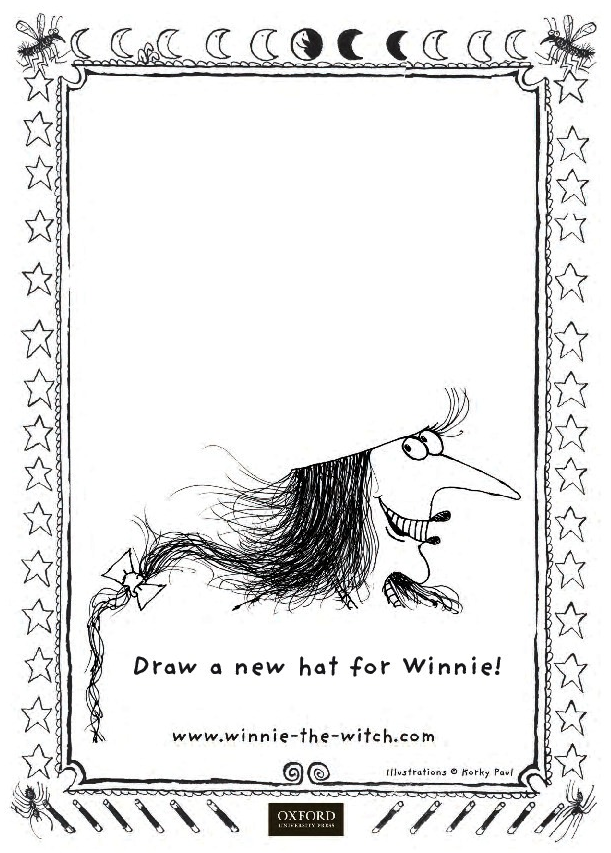 Draw a new hat for Winnie!
www.winnie-the-witch.com
Illustrations © Korky Paul
OXFORD
UNIVERSITY PRESS